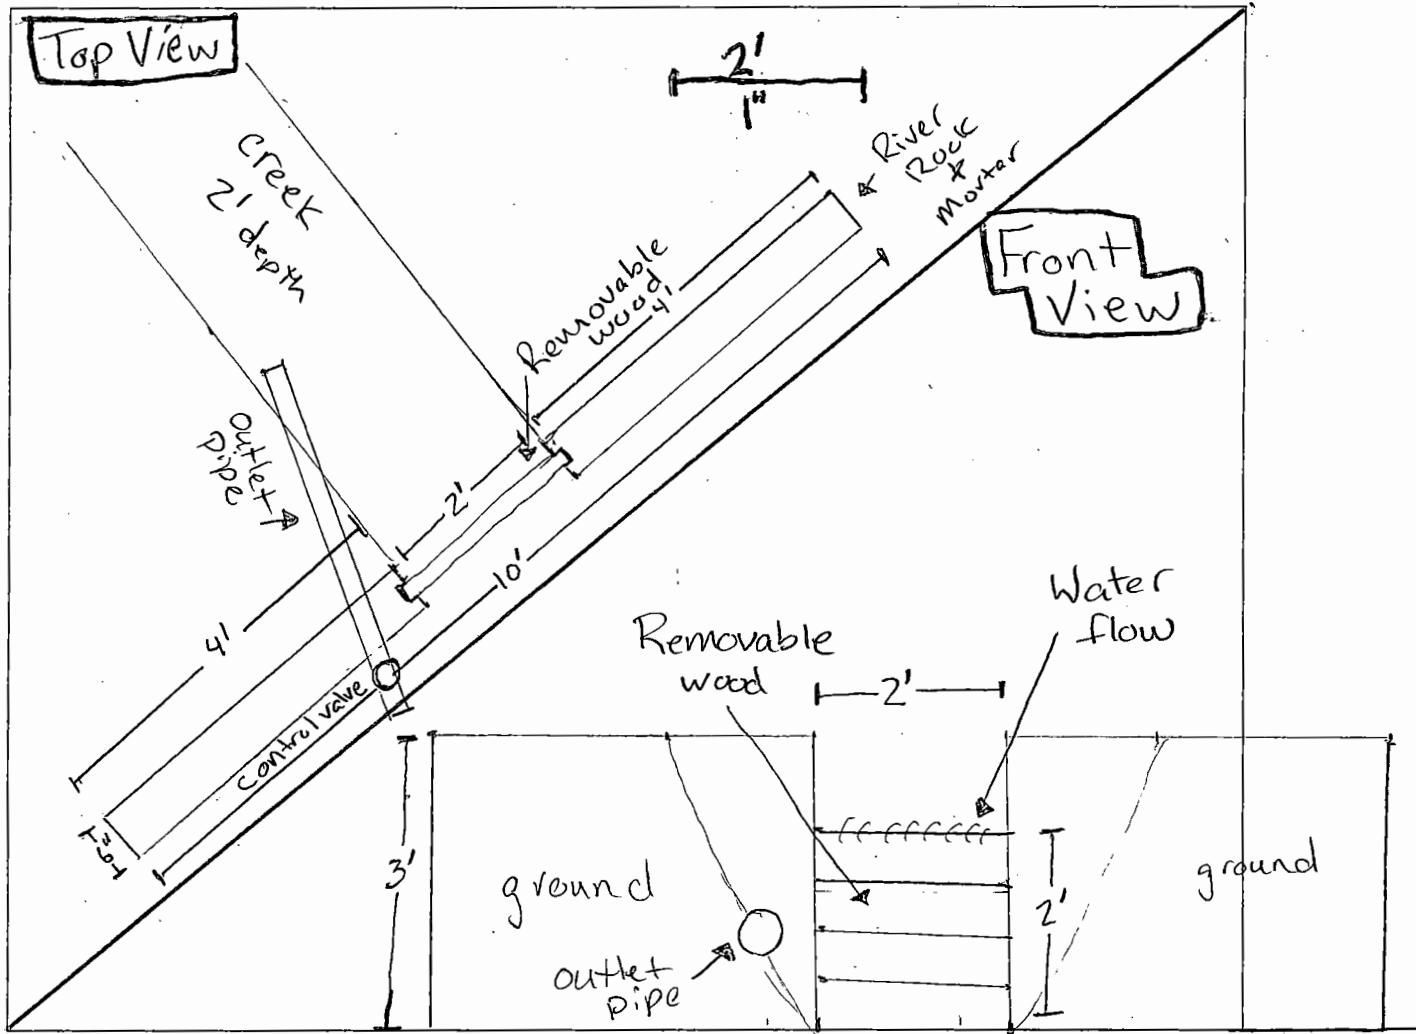 Top View
2'
1"
Creek
2' depth
River
Rock
&
Mortar
Removable
wood
4'
Front
View
outlet
pipe
2'
10'
4'
control valve
6"
Removable
wood
Water
flow
2'
3'
ground
outlet
pipe
2'
ground